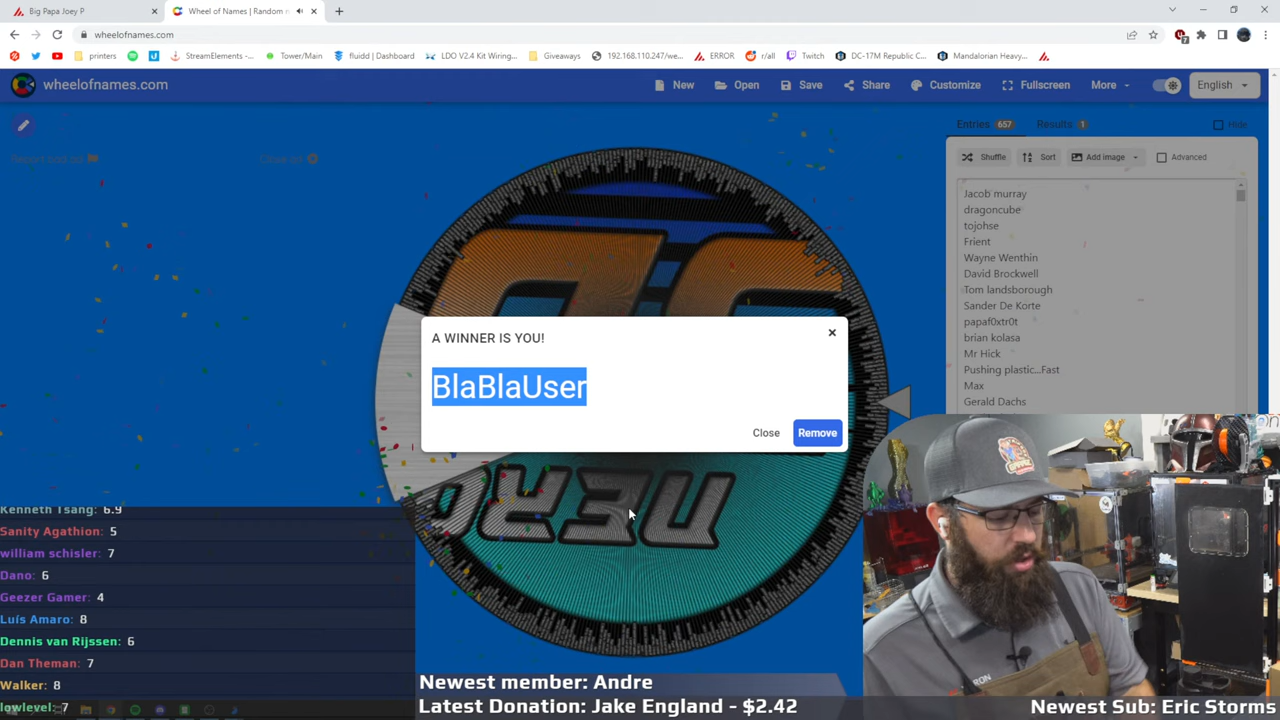 Big Papa Joey P
Wheel of Names | Random n
wheelofnames.com
printers
StreamElements -...
Tower/Main
fluidd | Dashboard
LDO V2.4 Kit Wiring...
Giveaways
192.168.110.247/we...
ERROR
r/all
Twitch
DC-17M Republic C...
Mandalorian Heavy...
wheelofnames.com
New
Open
Save
Share
Customize
Fullscreen
More
English
Entries 657
Results 1
Hide
Shuffle
Sort
Add image
Advanced
Jacob murray
dragoncube
tojohse
Frient
Wayne Wenthin
David Brockwell
Tom landsborough
Sander De Korte
papaf0xtr0t
brian kolasa
Mr Hick
Pushing plastic...Fast
Max
Gerald Dachs
A WINNER IS YOU!
BlaBlaUser
Close
Remove
Kenneth Tsang: 6.9
Sanity Agathion: 5
william schisler: 7
Dano: 6
Geezer Gamer: 4
Luís Amaro: 8
Dennis van Rijssen: 6
Dan Theman: 7
Walker: 8
lowlevel: 7
Newest member: Andre
Latest Donation: Jake England - $2.42
Newest Sub: Eric Storms